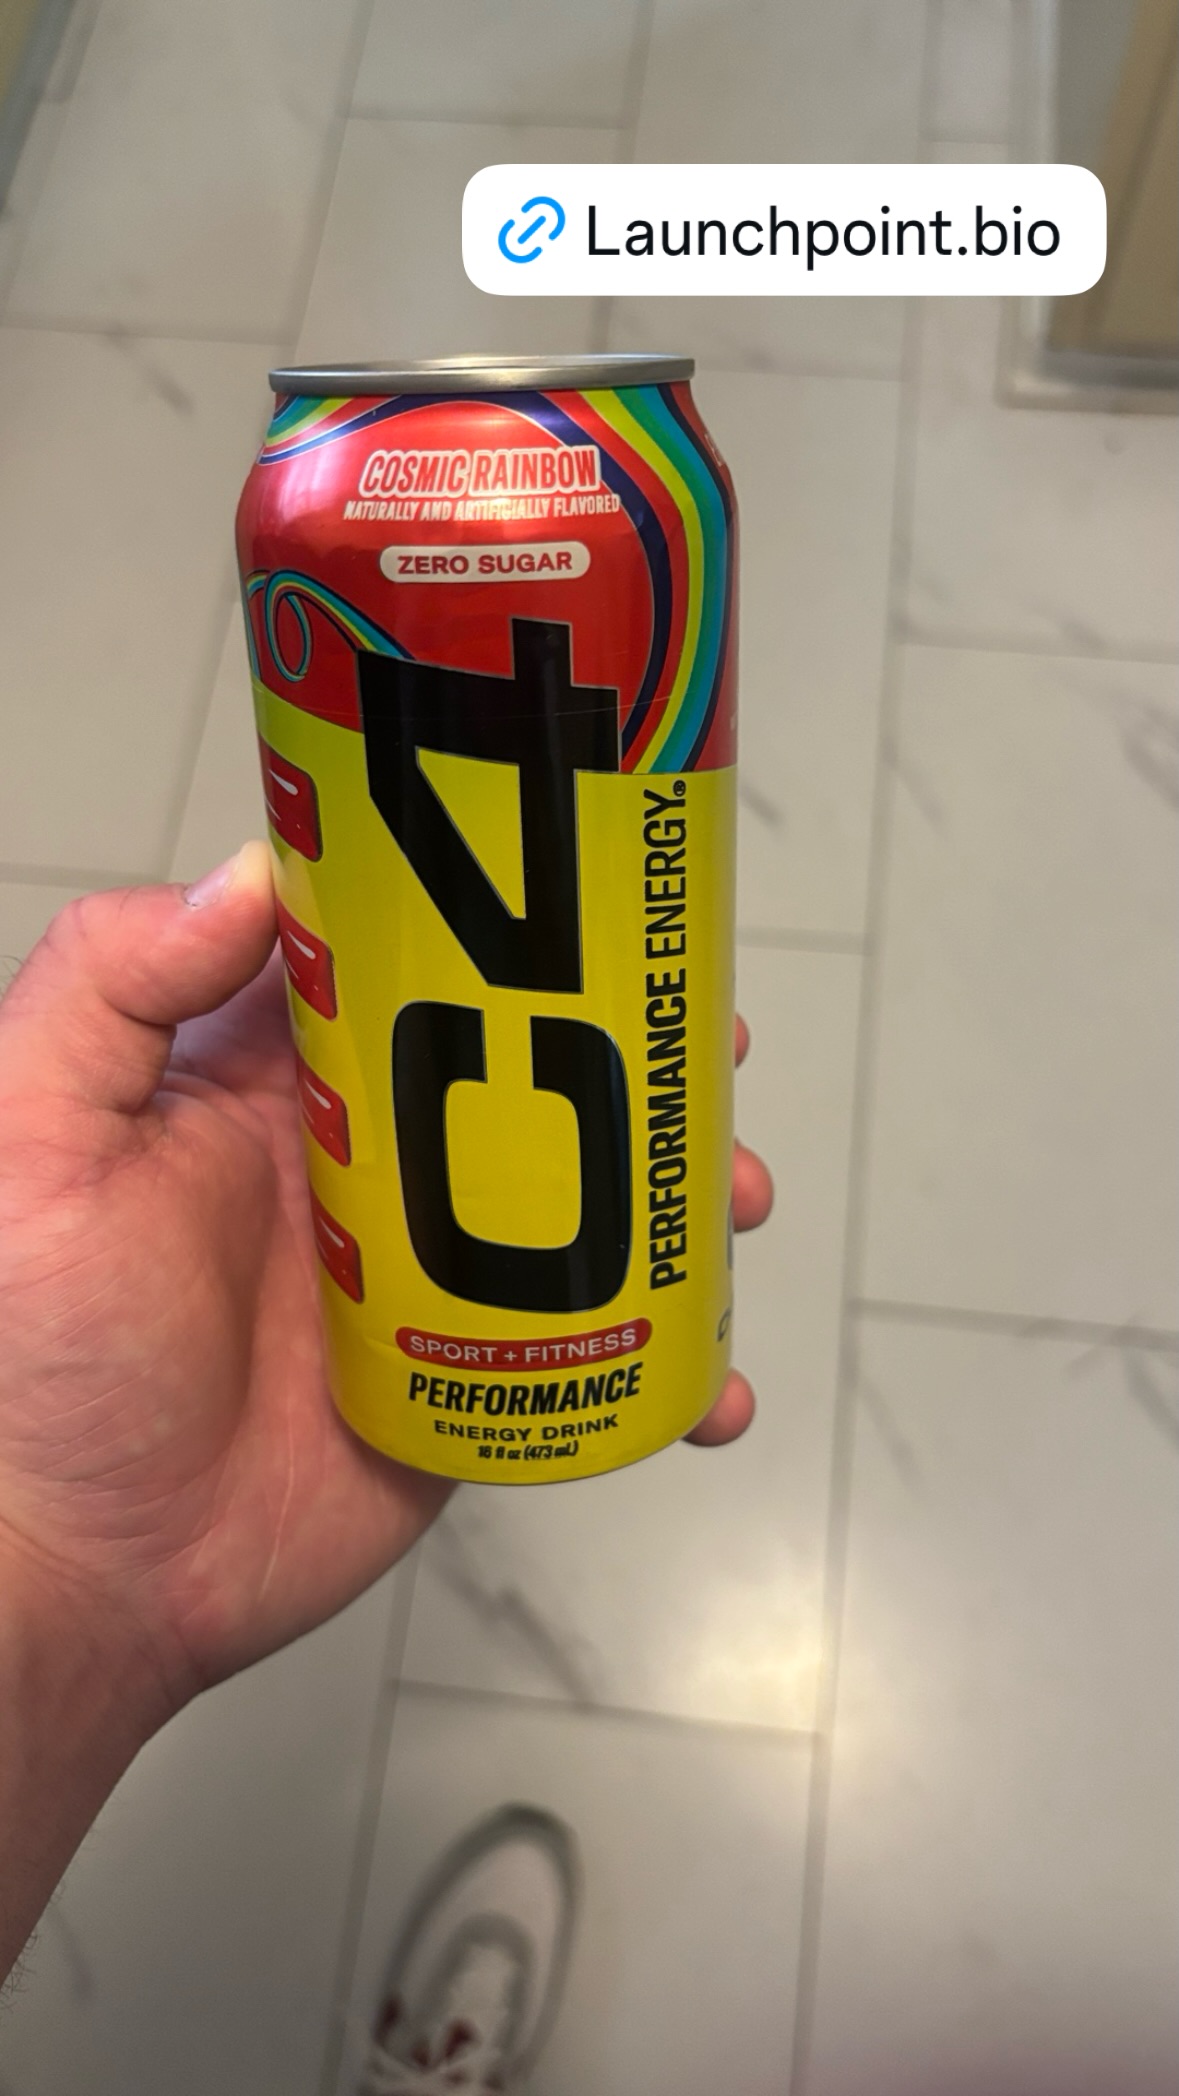 Launchpoint.bio
COSMIC RAINBOW
NATURALLY AND ARTIFICIALLY FLAVORED
ZERO SUGAR
C4
PERFORMANCE ENERGY®
SPORT + FITNESS
PERFORMANCE
ENERGY DRINK
16 fl oz (473 mL)